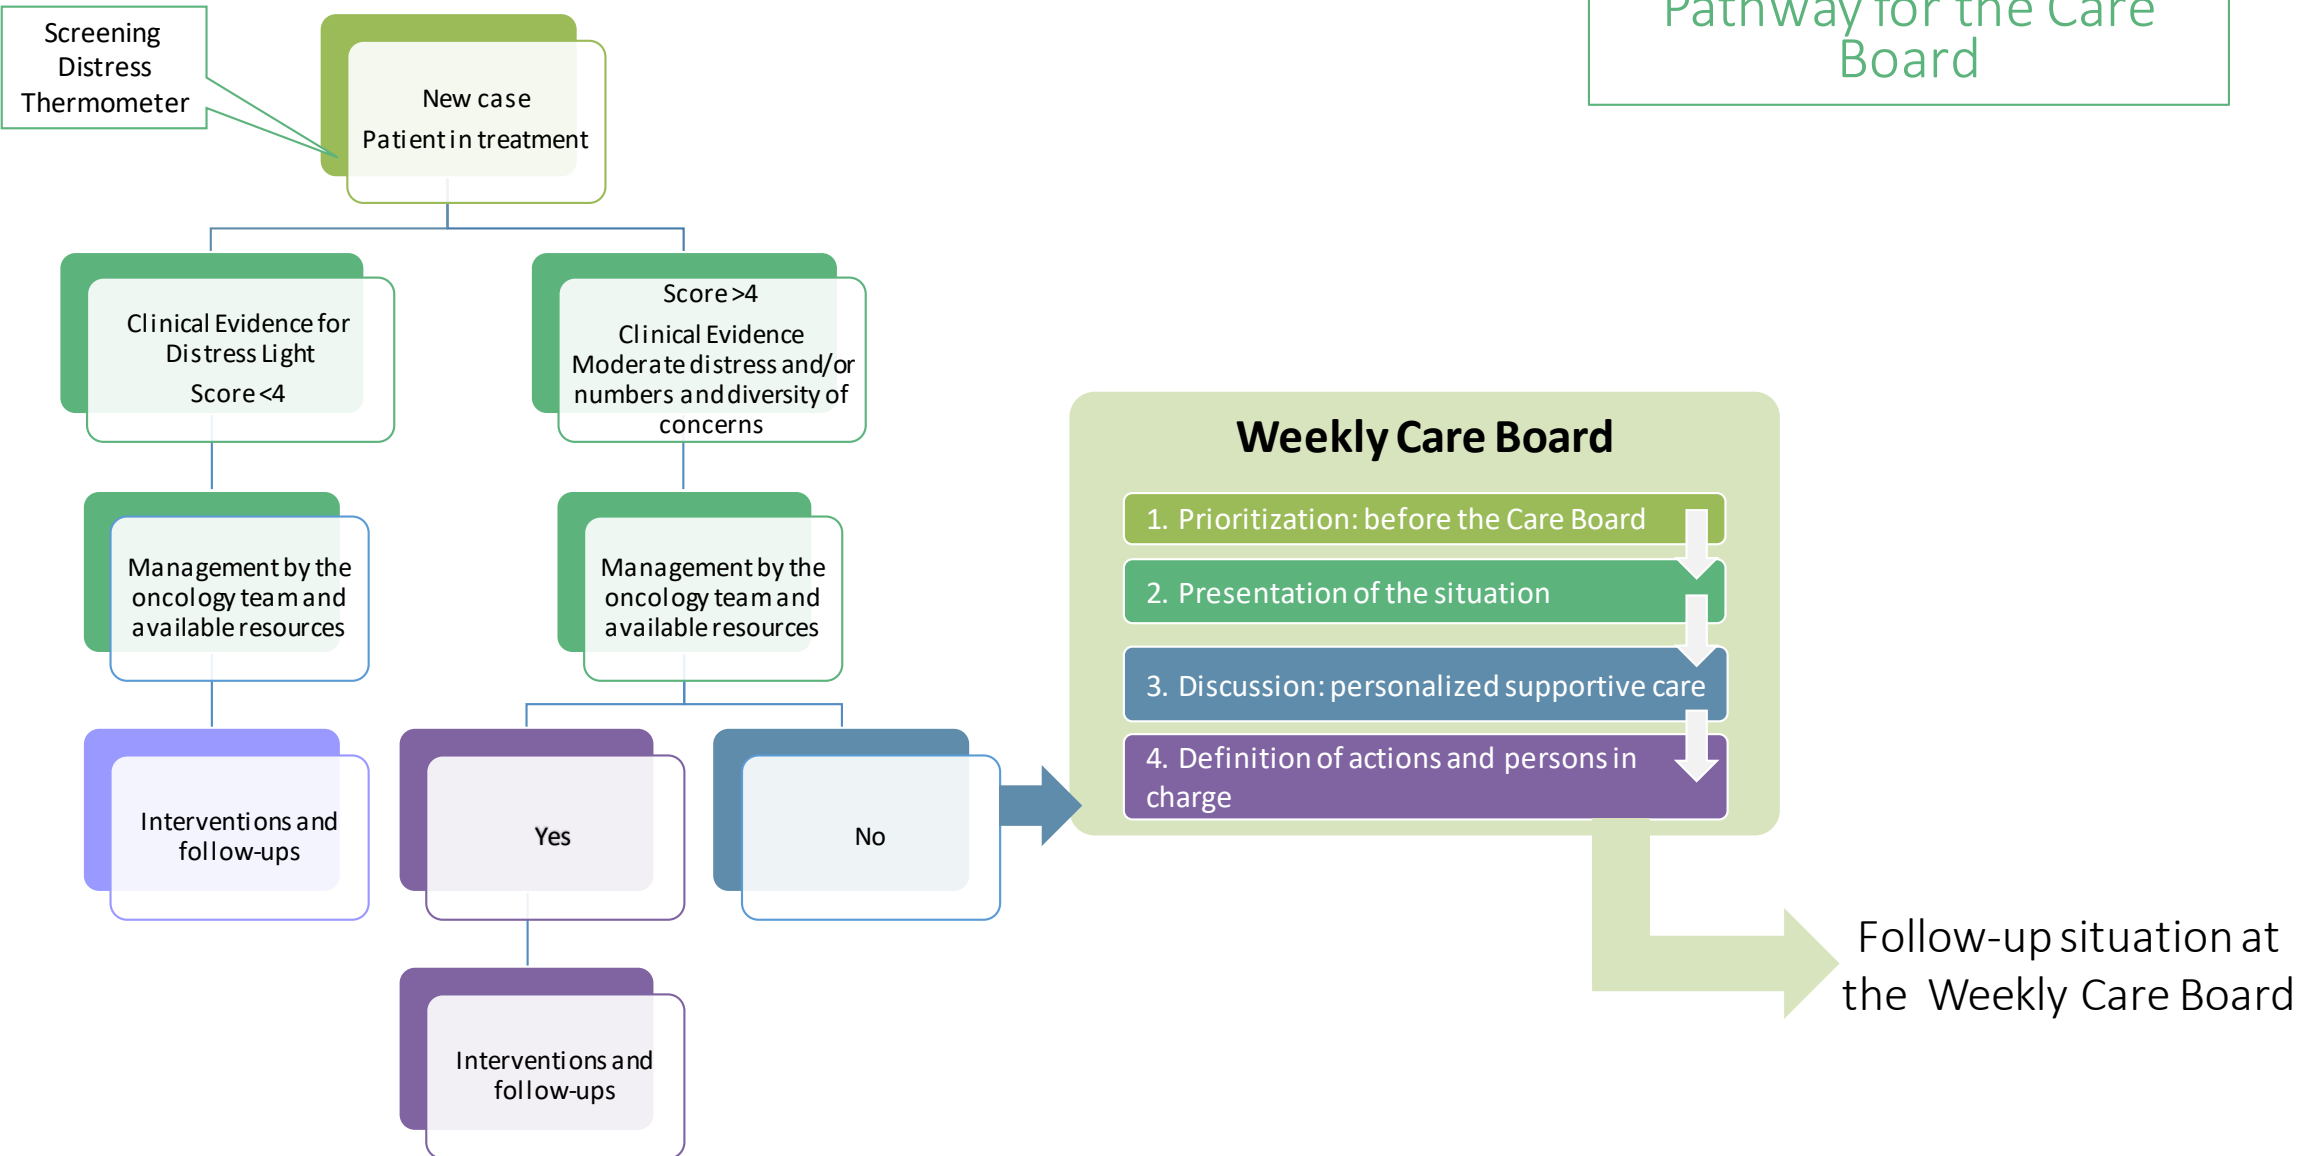 Pathway for the Care
Board
Screening
Distress
Thermometer
New case
Patient in treatment
Clinical Evidence for
Distress Light
Score <4
Score >4
Clinical Evidence
Moderate distress and/or
numbers and diversity of
concerns
Management by the
oncology team and
available resources
Management by the
oncology team and
available resources
Interventions and
follow-ups
Yes
No
Interventions and
follow-ups
Weekly Care Board
1. Prioritization: before the Care Board
2. Presentation of the situation
3. Discussion: personalized supportive care
4. Definition of actions and persons in
charge
Follow-up situation at
the Weekly Care Board